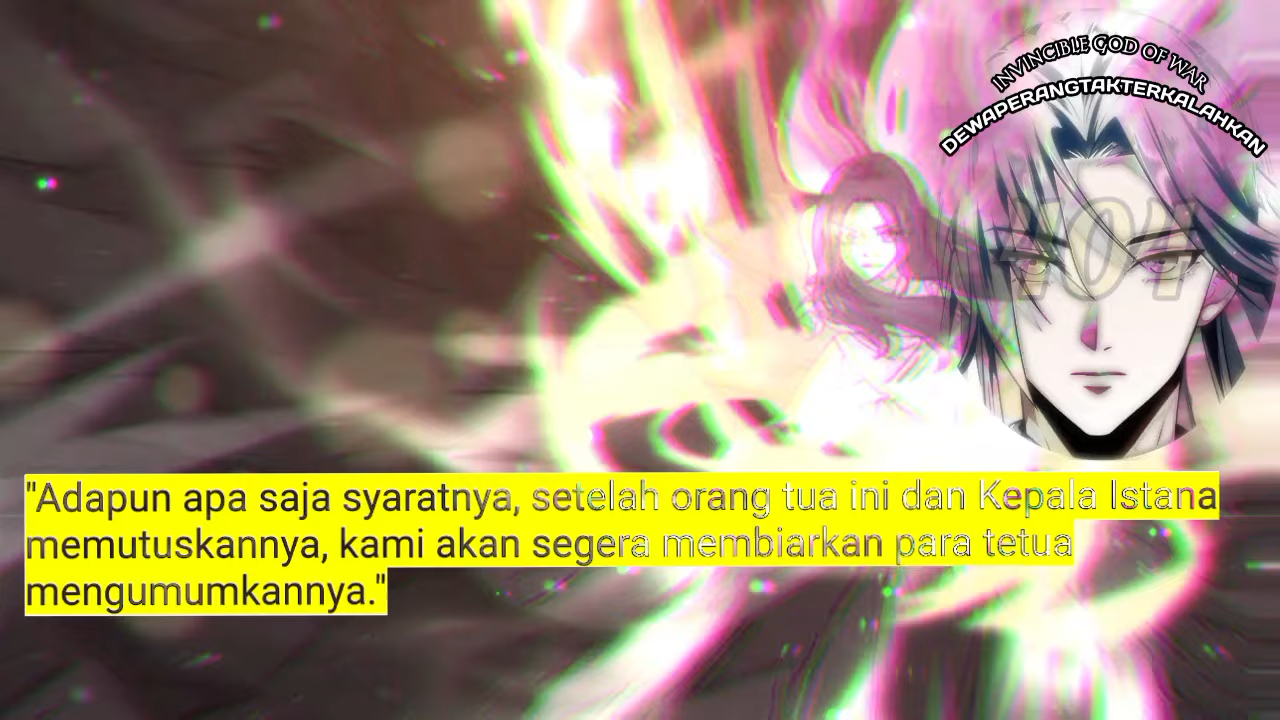 INVINCIBLE GOD OF WAR
DEWAPERANGTAKTERKALAHKAN
404
"Adapun apa saja syaratnya, setelah orang tua ini dan Kepala Istana
memutuskannya, kami akan segera membiarkan para tetua
mengumumkannya."